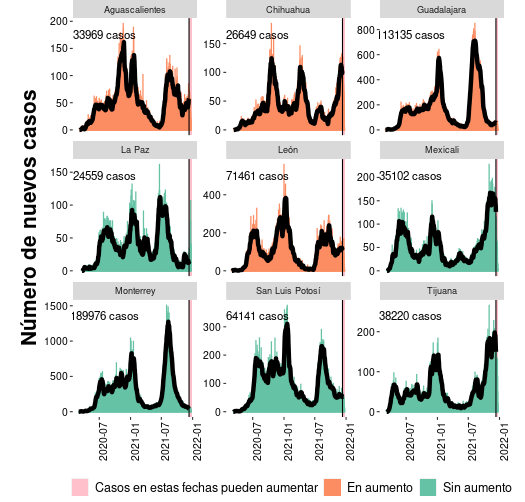 Número de nuevos casos
Aguascalientes
Chihuahua
Guadalajara
33969 casos
26649 casos
113135 casos
200
150
100
50
0
150
100
50
0
800
600
400
200
0
La Paz
León
Mexicali
24559 casos
71461 casos
35102 casos
150
100
50
0
400
200
0
200
150
100
50
0
Monterrey
San Luis Potosí
Tijuana
189976 casos
64141 casos
38220 casos
1500
1000
500
0
300
200
100
0
200
100
0
2020-07
2021-01
2021-07
2022-01
2020-07
2021-01
2021-07
2022-01
2020-07
2021-01
2021-07
2022-01
Casos en estas fechas pueden aumentar
En aumento
Sin aumento